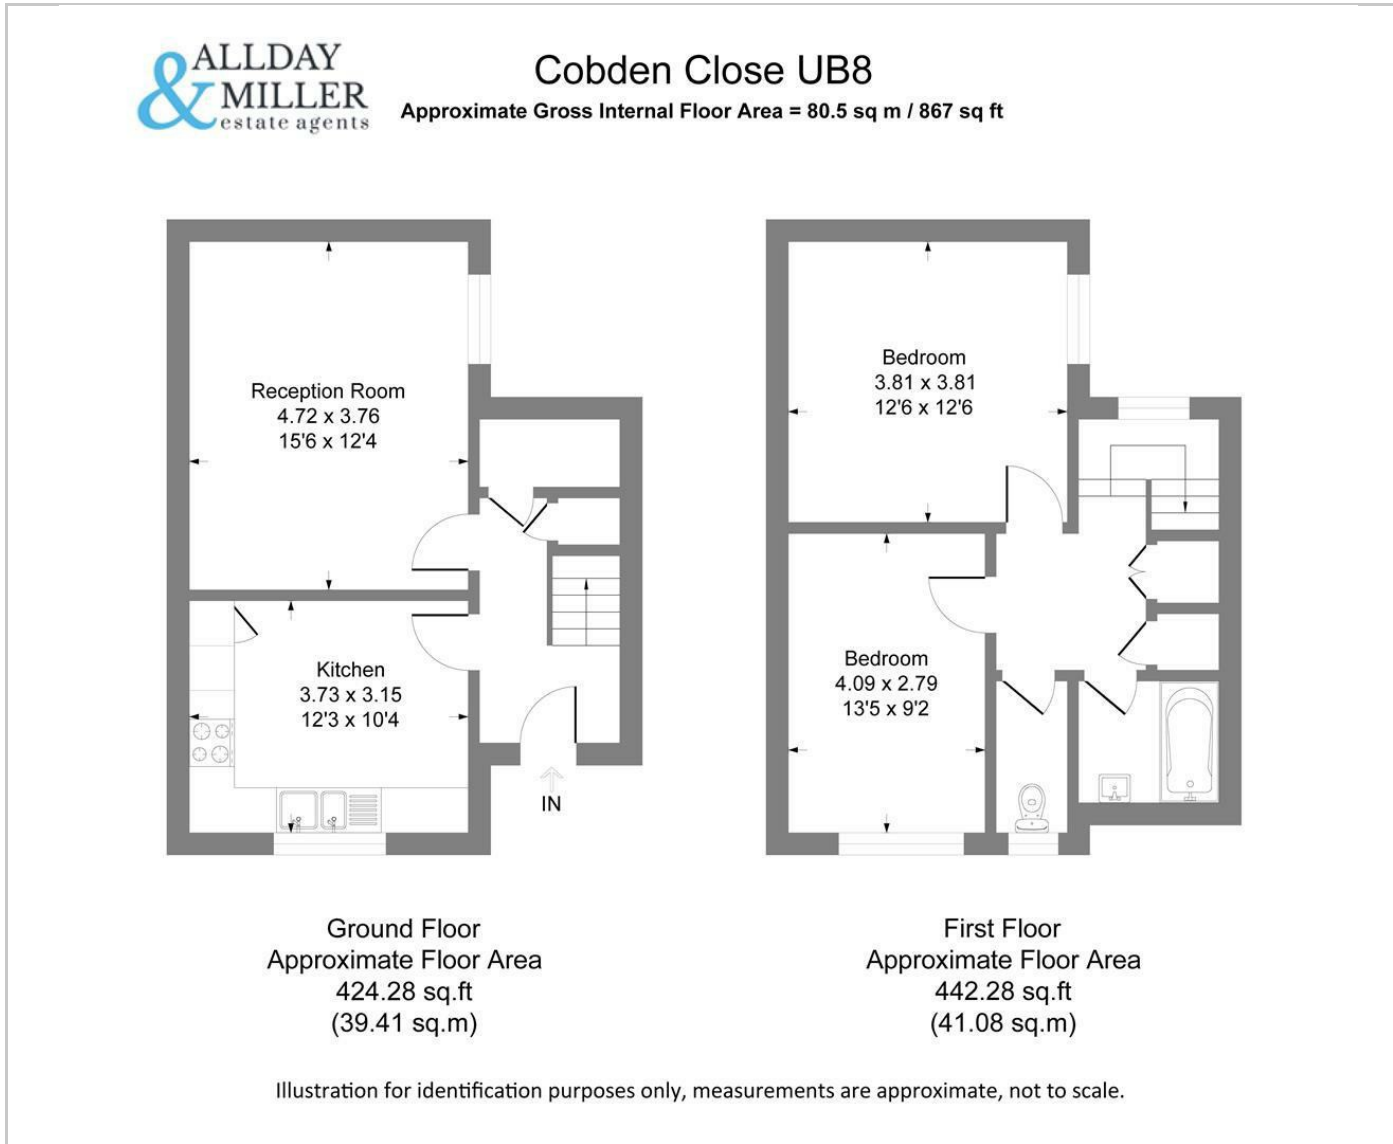 ALLDAY
& MILLER
estate agents
Cobden Close UB8
Approximate Gross Internal Floor Area = 80.5 sq m / 867 sq ft
Reception Room
4.72 x 3.76
15'6 x 12'4
Kitchen
3.73 x 3.15
12'3 x 10'4
IN
Bedroom
3.81 x 3.81
12'6 x 12'6
Bedroom
4.09 x 2.79
13'5 x 9'2
Ground Floor
Approximate Floor Area
424.28 sq.ft
(39.41 sq.m)
First Floor
Approximate Floor Area
442.28 sq.ft
(41.08 sq.m)
Illustration for identification purposes only, measurements are approximate, not to scale.